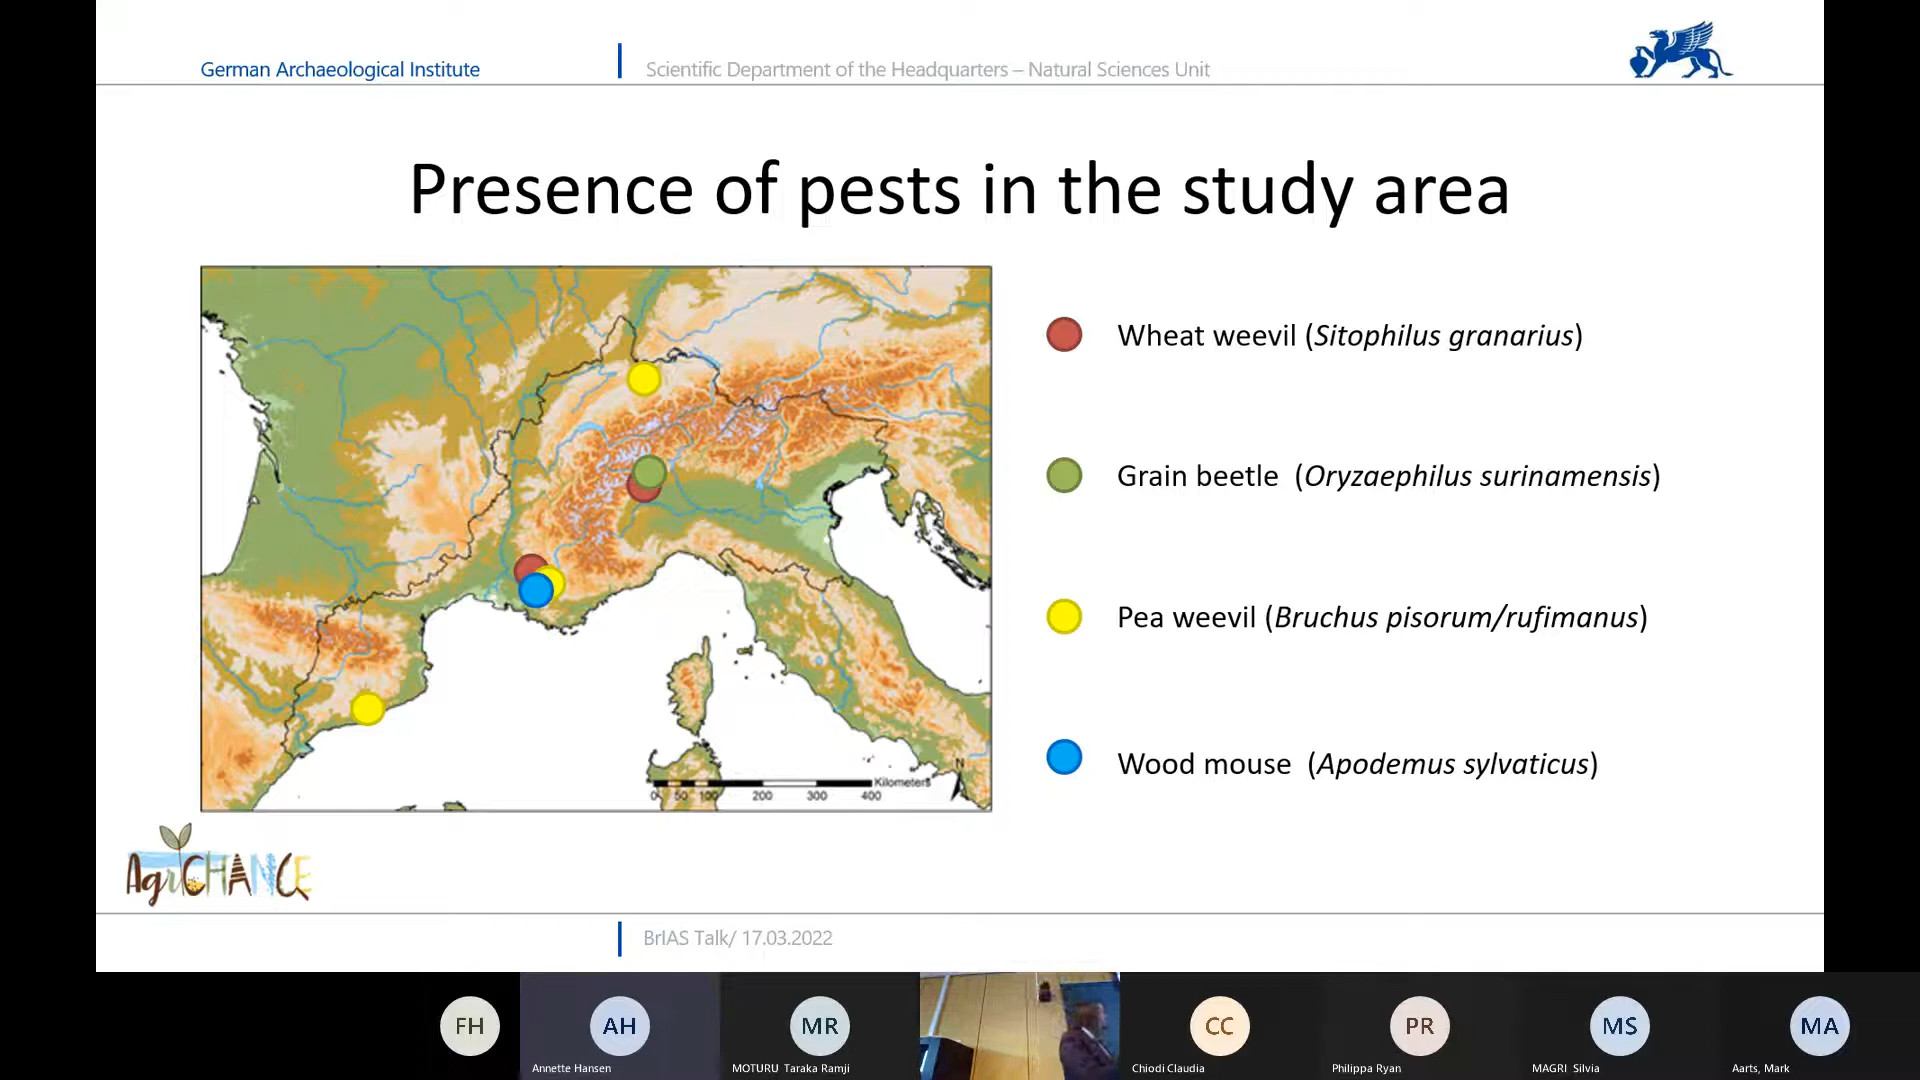 German Archaeological Institute
Scientific Department of the Headquarters – Natural Sciences Unit
Presence of pests in the study area
Wheat weevil (Sitophilus granarius)
Grain beetle (Oryzaephilus surinamensis)
Pea weevil (Bruchus pisorum/rufimanus)
Wood mouse (Apodemus sylvaticus)
N
Kilometers
0 50 100 200 300 400
AgriCHANGE
BrIAS Talk/ 17.03.2022
FH
AH
MR
CC
PR
MS
MA
Annette Hansen
MOTURU Taraka Ramji
Chiodi Claudia
Philippa Ryan
MAGRI Silvia
Aarts, Mark